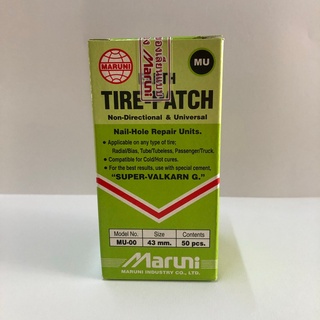 MARUNI
MU
TH
TIRE-PATCH
Non-Directional & Universal
Nail-Hole Repair Units.
• Applicable on any type of tire:
Radial/Bias, Tube/Tubeless, Passenger/Truck.
• Compatible for Cold/Hot cures.
• For the best results, use with special cement,
"SUPER-VALKARN G."
Model No. Size Contents
MU-00 43 mm. 50 pcs.
Maruni
MARUNI INDUSTRY CO., LTD.
Maruni